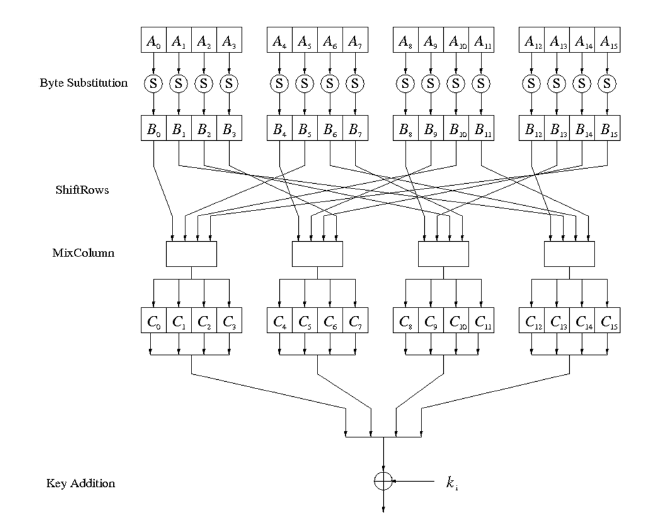 A₀ A₁ A₂ A₃ A₄ A₅ A₆ A₇ A₈ A₉ A₁₀ A₁₁ A₁₂ A₁₃ A₁₄ A₁₅
Byte Substitution S S S S S S S S S S S S S S S S
B₀ B₁ B₂ B₃ B₄ B₅ B₆ B₇ B₈ B₉ B₁₀ B₁₁ B₁₂ B₁₃ B₁₄ B₁₅
ShiftRows
MixColumn
C₀ C₁ C₂ C₃ C₄ C₅ C₆ C₇ C₈ C₉ C₁₀ C₁₁ C₁₂ C₁₃ C₁₄ C₁₅
Key Addition kᵢ